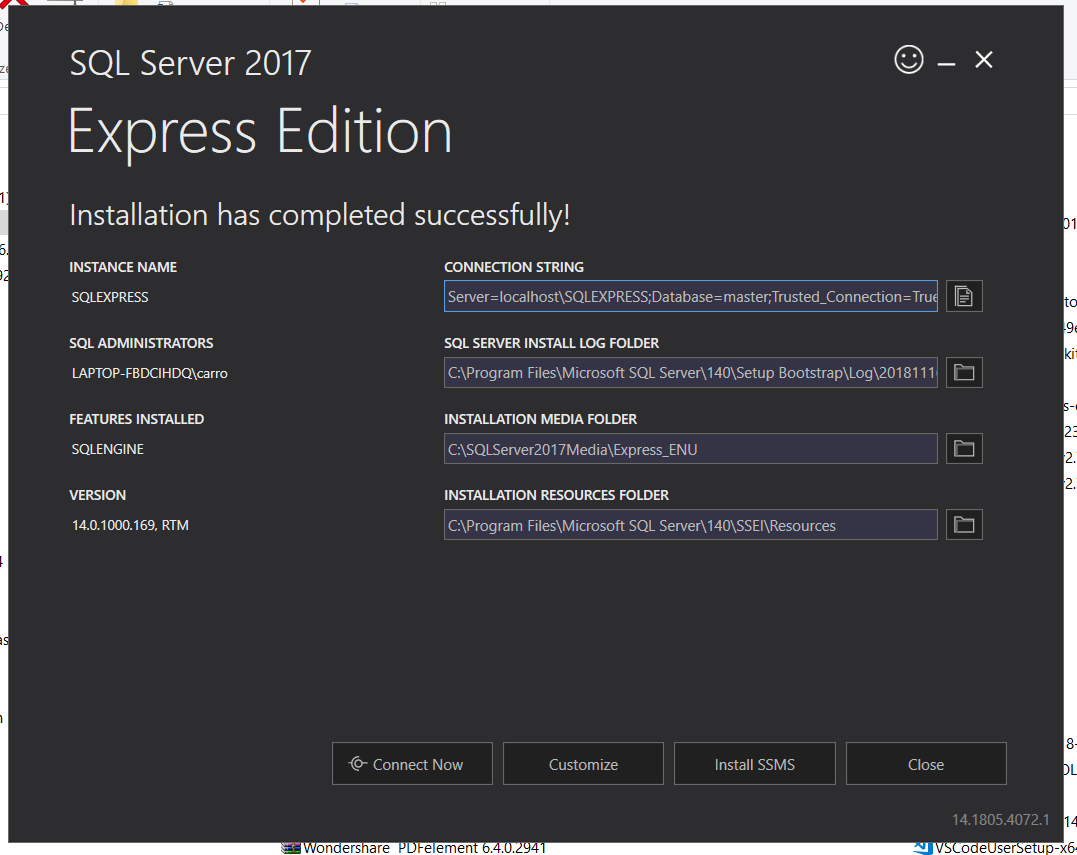 SQL Server 2017
Express Edition
Installation has completed successfully!
INSTANCE NAME
SQLEXPRESS
CONNECTION STRING
Server=localhost\SQLEXPRESS;Database=master;Trusted_Connection=True
SQL ADMINISTRATORS
LAPTOP-FBDCIHDQ\carro
SQL SERVER INSTALL LOG FOLDER
C:\Program Files\Microsoft SQL Server\140\Setup Bootstrap\Log\2018111
FEATURES INSTALLED
SQLENGINE
INSTALLATION MEDIA FOLDER
C:\SQLServer2017Media\Express_ENU
VERSION
14.0.1000.169, RTM
INSTALLATION RESOURCES FOLDER
C:\Program Files\Microsoft SQL Server\140\SSEI\Resources
Connect Now
Customize
Install SSMS
Close
14.1805.4072.1
Wondershare PDFelement 6.4.0.2941
VSCodeUserSetup-x64